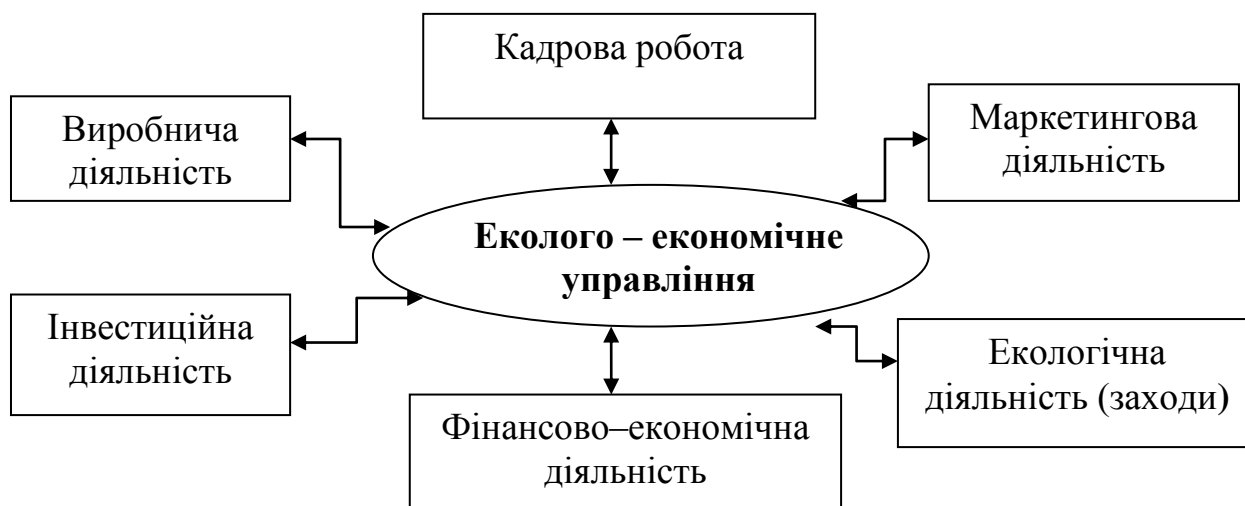 Кадрова робота
Виробнича
діяльність
Маркетингова
діяльність
Еколого – економічне
управління
Інвестиційна
діяльність
Екологічна
діяльність (заходи)
Фінансово–економічна
діяльність